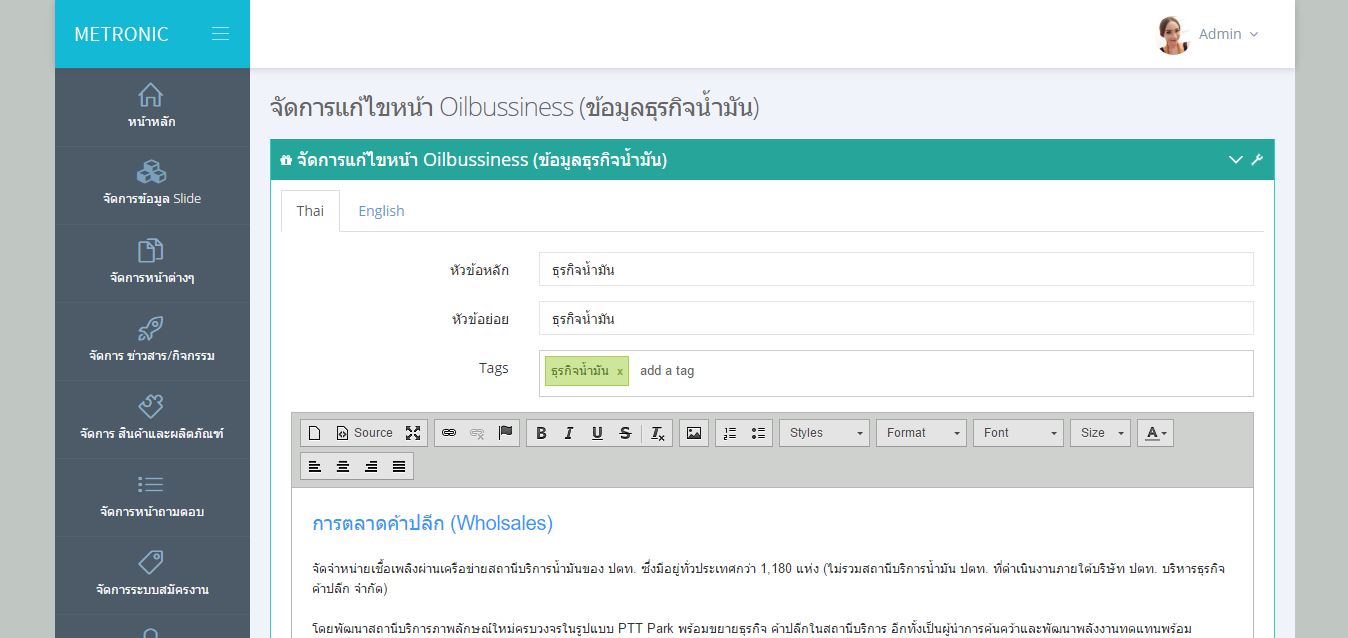 METRONIC
Admin
หน้าหลัก
จัดการข้อมูล Slide
จัดการหน้าต่างๆ
จัดการ ข่าวสาร/กิจกรรม
จัดการ สินค้าและผลิตภัณฑ์
จัดการหน้าถามตอบ
จัดการระบบสมัครงาน
จัดการแก้ไขหน้า Oilbussiness (ข้อมูลธุรกิจน้ำมัน)
จัดการแก้ไขหน้า Oilbussiness (ข้อมูลธุรกิจน้ำมัน)
Thai English
หัวข้อหลัก ธุรกิจน้ำมัน
หัวข้อย่อย ธุรกิจน้ำมัน
Tags ธุรกิจน้ำมัน x add a tag
Source B I U S Tx Styles Format Font Size A
การตลาดค้าปลีก (Wholsales)
จัดจำหน่ายเชื้อเพลิงผ่านเครือข่ายสถานีบริการน้ำมันของ ปตท. ซึ่งมีอยู่ทั่วประเทศกว่า 1,180 แห่ง (ไม่รวมสถานีบริการน้ำมัน ปตท. ที่ดำเนินงานภายใต้บริษัท ปตท. บริหารธุรกิจ
ค้าปลีก จำกัด)
โดยพัฒนาสถานีบริการภาพลักษณ์ใหม่ครบวงจรในรูปแบบ PTT Park พร้อมขยายธุรกิจ ค้าปลีกในสถานีบริการ อีกทั้งเป็นผู้นำการค้นคว้าและพัฒนาพลังงานทดแทนพร้อม